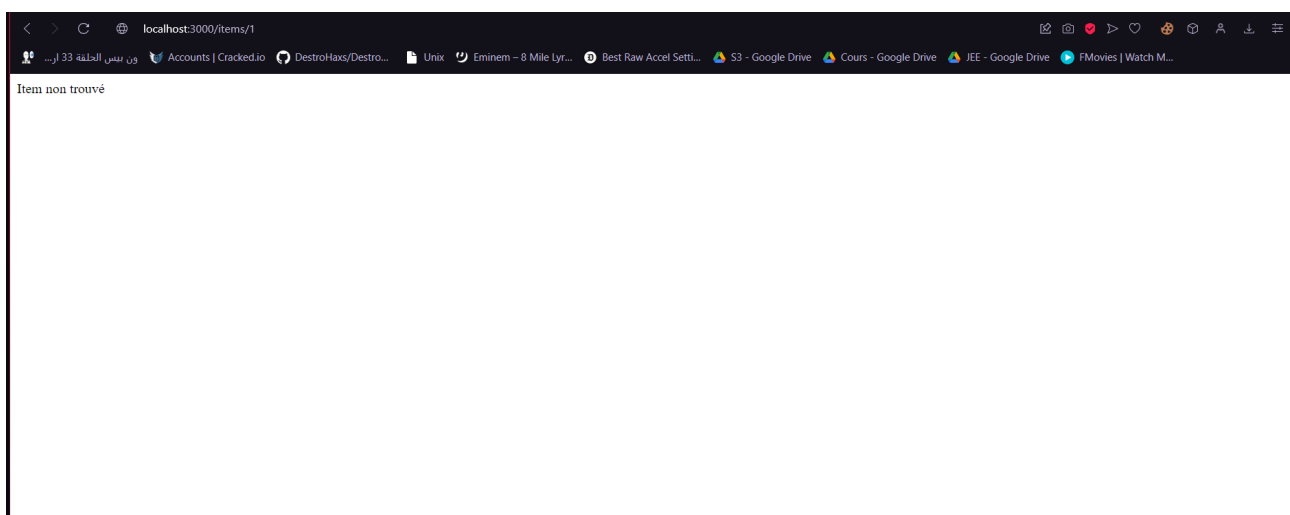 localhost:3000/items/1
ون بيس الحلقة 33 ار... Accounts | Cracked.io DestroHaxs/Destro... Unix Eminem – 8 Mile Lyr... Best Raw Accel Setti... S3 - Google Drive Cours - Google Drive JEE - Google Drive FMovies | Watch M...
Item non trouvé